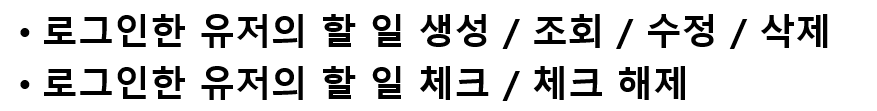 • 로그인한 유저의 할 일 생성 / 조회 / 수정 / 삭제
• 로그인한 유저의 할 일 체크 / 체크 해제